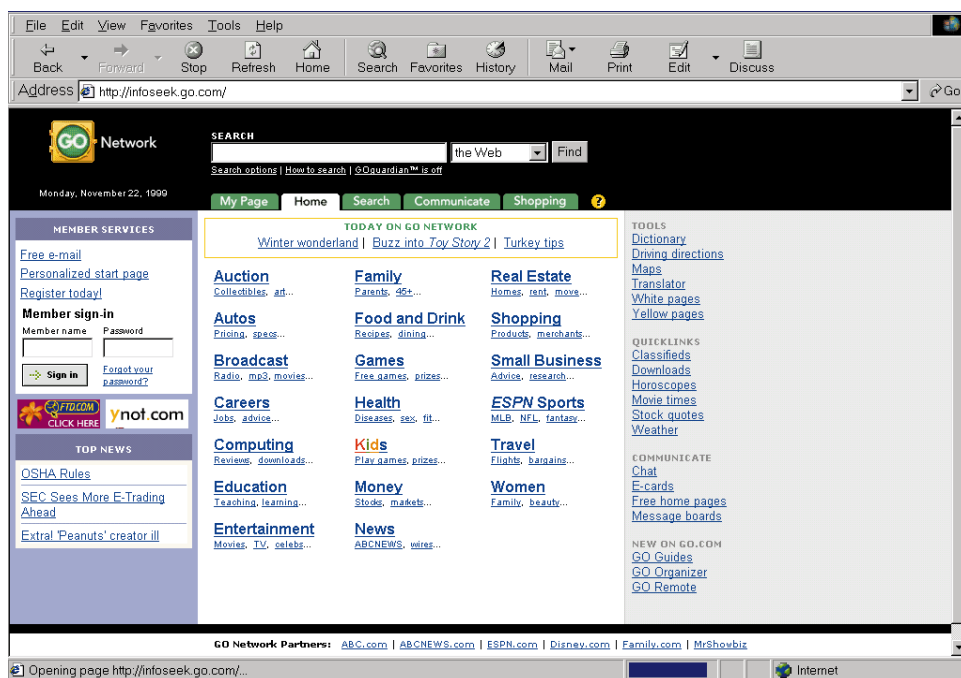 File Edit View Favorites Tools Help
Back Forward Stop Refresh Home Search Favorites History Mail Print Edit Discuss
Address http://infoseek.go.com/ Go
GO Network
Monday, November 22, 1999
SEARCH
the Web Find
Search options | How to search | GOguardian™ is off
My Page Home Search Communicate Shopping ?
MEMBER SERVICES
Free e-mail
Personalized start page
Register today!
Member sign-in
Member name Password
Sign in Forgot your
password?
FTD.COM
CLICK HERE
ynot.com
TOP NEWS
OSHA Rules
SEC Sees More E-Trading
Ahead
Extra! 'Peanuts' creator ill
TODAY ON GO NETWORK
Winter wonderland | Buzz into Toy Story 2 | Turkey tips
Auction
Collectibles, art...
Autos
Pricing, specs...
Broadcast
Radio, mp3, movies...
Careers
Jobs, advice...
Computing
Reviews, downloads...
Education
Teaching, learning...
Entertainment
Movies, TV, celebs...
Family
Parents, 45+...
Food and Drink
Recipes, dining...
Games
Free games, prizes...
Health
Diseases, sex, fit...
Kids
Play games, prizes...
Money
Stocks, markets...
News
ABCNEWS, wires...
Real Estate
Homes, rent, move...
Shopping
Products, merchants...
Small Business
Advice, research...
ESPN Sports
MLB, NFL, fantasy...
Travel
Flights, bargains...
Women
Family, beauty...
TOOLS
Dictionary
Driving directions
Maps
Translator
White pages
Yellow pages
QUICKLINKS
Classifieds
Downloads
Horoscopes
Movie times
Stock quotes
Weather
COMMUNICATE
Chat
E-cards
Free home pages
Message boards
NEW ON GO.COM
GO Guides
GO Organizer
GO Remote
GO Network Partners: ABC.com | ABCNEWS.com | ESPN.com | Disney.com | Family.com | MrShowbiz
Opening page http://infoseek.go.com/... Internet